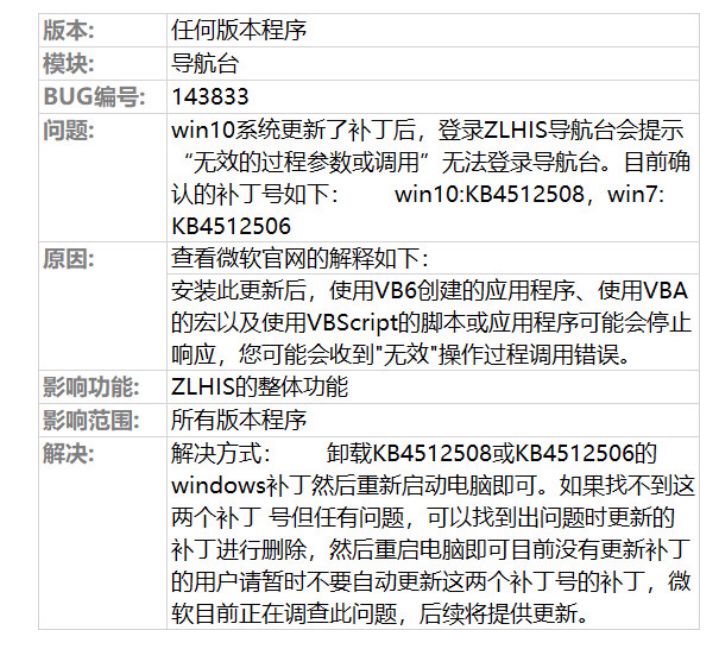 版本: 任何版本程序
模块: 导航台
BUG编号: 143833
问题: win10系统更新了补丁后，登录ZLHIS导航台会提示
“无效的过程参数或调用”无法登录导航台。目前确
认的补丁号如下： win10:KB4512508，win7:
KB4512506
原因: 查看微软官网的解释如下：
安装此更新后，使用VB6创建的应用程序、使用VBA
的宏以及使用VBScript的脚本或应用程序可能会停止
响应，您可能会收到"无效"操作过程调用错误。
影响功能: ZLHIS的整体功能
影响范围: 所有版本程序
解决: 解决方式： 卸载KB4512508或KB4512506的
windows补丁然后重新启动电脑即可。如果找不到这
两个补丁 号但任有问题，可以找到出问题时更新的
补丁进行删除，然后重启电脑即可目前没有更新补丁
的用户请暂时不要自动更新这两个补丁号的补丁，微
软目前正在调查此问题，后续将提供更新。